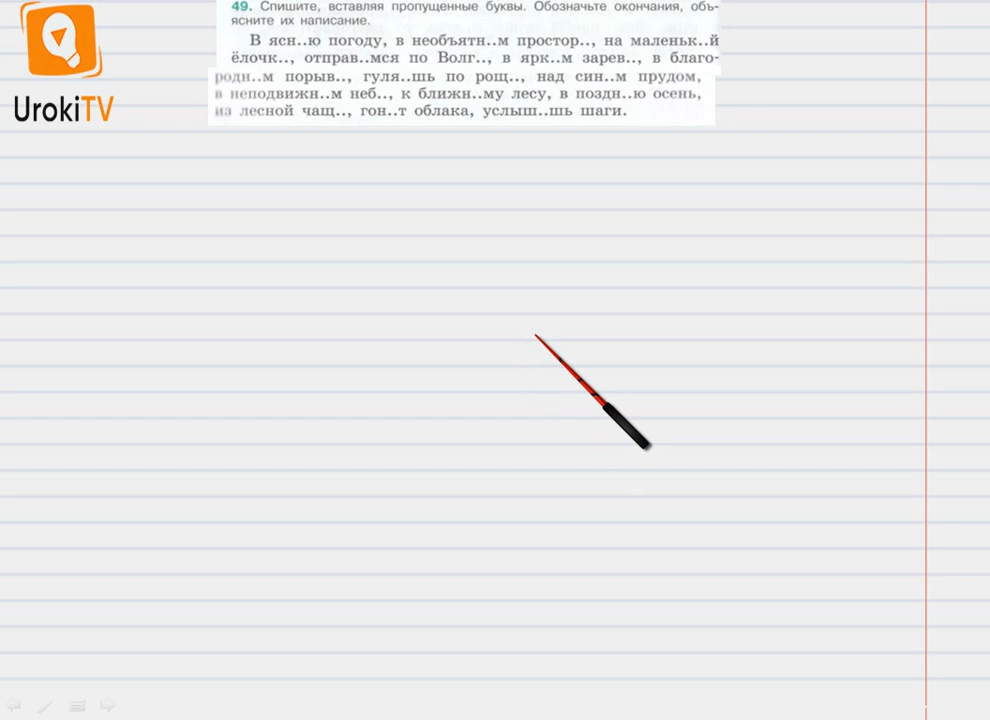 49. Спишите, вставляя пропущенные буквы. Обозначьте окончания, объ-
ясните их написание.
В ясн..ю погоду, в необъятн..м простор.., на маленьк..й
ёлочк.., отправ..мся по Волг.., в ярк..м зарев.., в благо-
родн..м порыв.., гуля..шь по рощ.., над син..м прудом,
в неподвижн..м неб.., к ближн..му лесу, в поздн..ю осень,
из лесной чащ.., гон..т облака, услыш..шь шаги.
UrokiTV